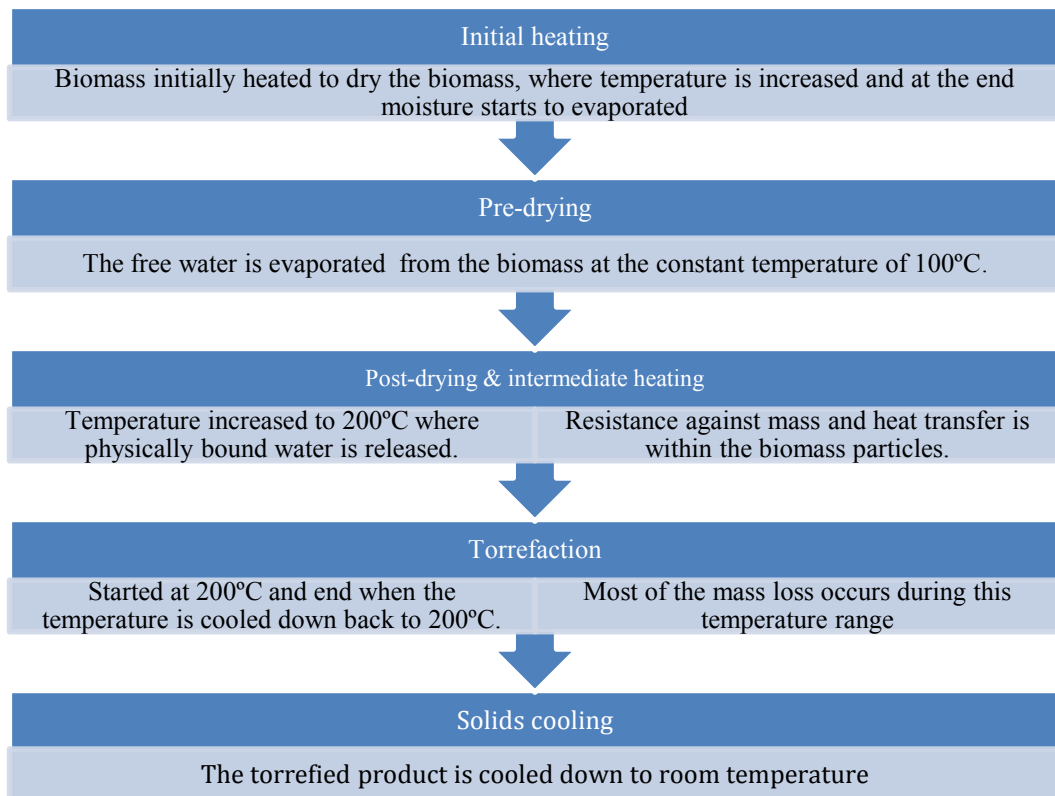 Initial heating
Biomass initially heated to dry the biomass, where temperature is increased and at the end
moisture starts to evaporated
Pre-drying
The free water is evaporated from the biomass at the constant temperature of 100ºC.
Post-drying & intermediate heating
Temperature increased to 200ºC where
physically bound water is released.
Resistance against mass and heat transfer is
within the biomass particles.
Torrefaction
Started at 200ºC and end when the
temperature is cooled down back to 200ºC.
Most of the mass loss occurs during this
temperature range
Solids cooling
The torrefied product is cooled down to room temperature